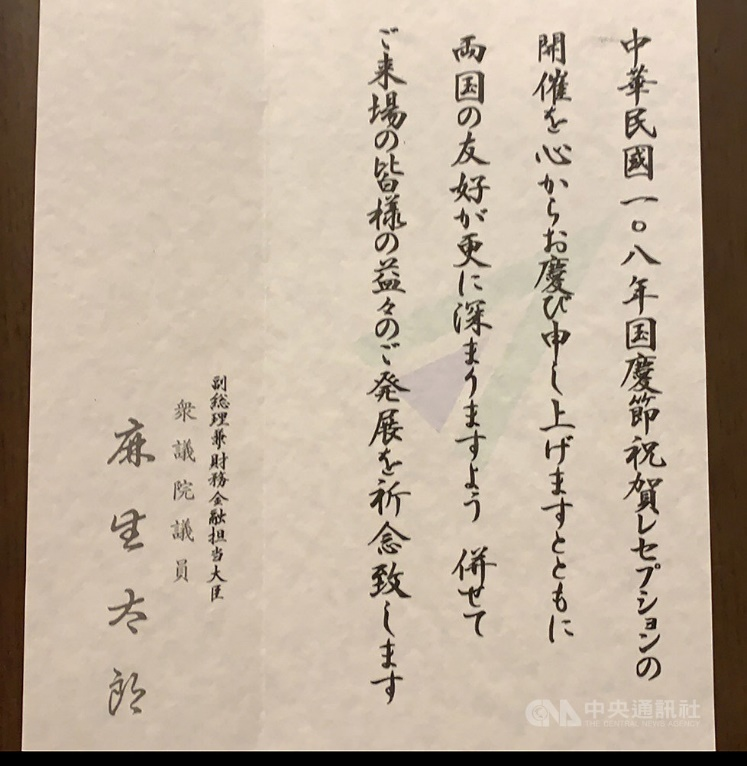 中華民國一〇八年国慶節祝賀レセプションの
開催を心からお慶び申し上げますとともに
両国の友好が更に深まりますよう　併せて
ご来場の皆様の益々のご発展を祈念致します
副総理兼財務金融担当大臣
衆議院議員
麻生太郎
CNA 中央通訊社
THE CENTRAL NEWS AGENCY